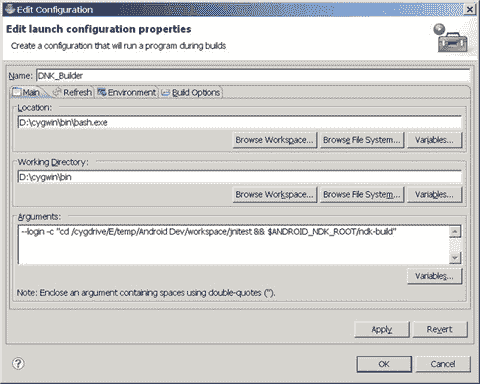 Edit Configuration
Edit launch configuration properties
Create a configuration that will run a program during builds
Name: DNK_Builder
Main Refresh Environment Build Options
Location:
D:\cygwin\bin\bash.exe
Browse Workspace... Browse File System... Variables...
Working Directory:
D:\cygwin\bin
Browse Workspace... Browse File System... Variables...
Arguments:
--login -c "cd /cygdrive/E/temp/Android Dev/workspace/jnitest && $ANDROID_NDK_ROOT/ndk-build"
Variables...
Note: Enclose an argument containing spaces using double-quotes (").
Apply Revert
? OK Cancel